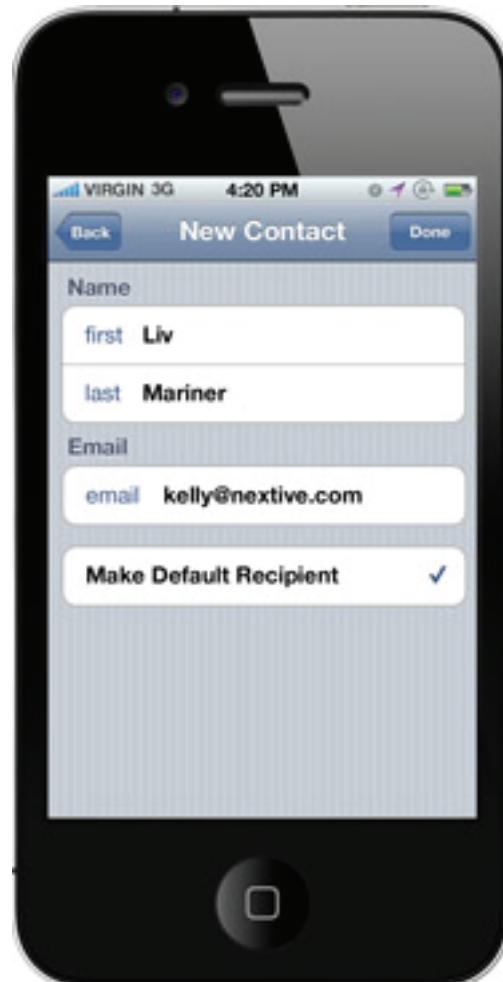 VIRGIN 3G 4:20 PM
Back New Contact Done
Name
first Liv
last Mariner
Email
email kelly@nextive.com
Make Default Recipient